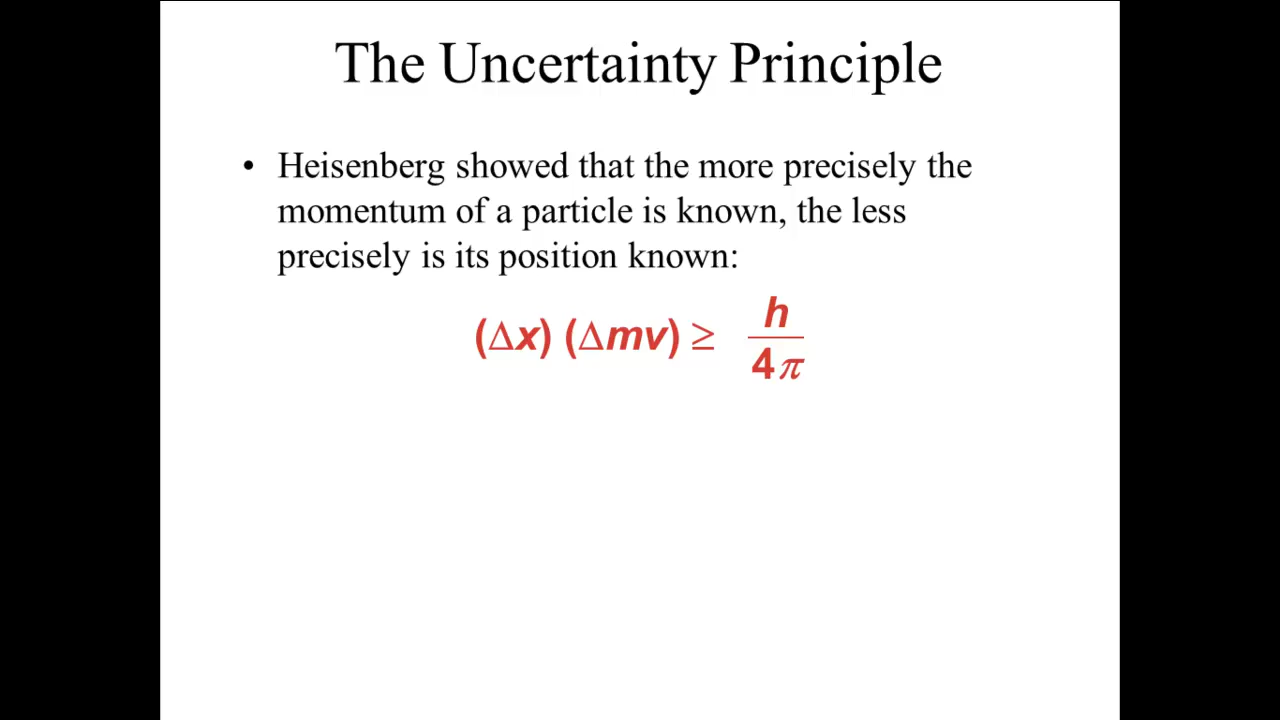 The Uncertainty Principle
• Heisenberg showed that the more precisely the
momentum of a particle is known, the less
precisely is its position known:
(Δx) (Δmv) ≥ h
4π